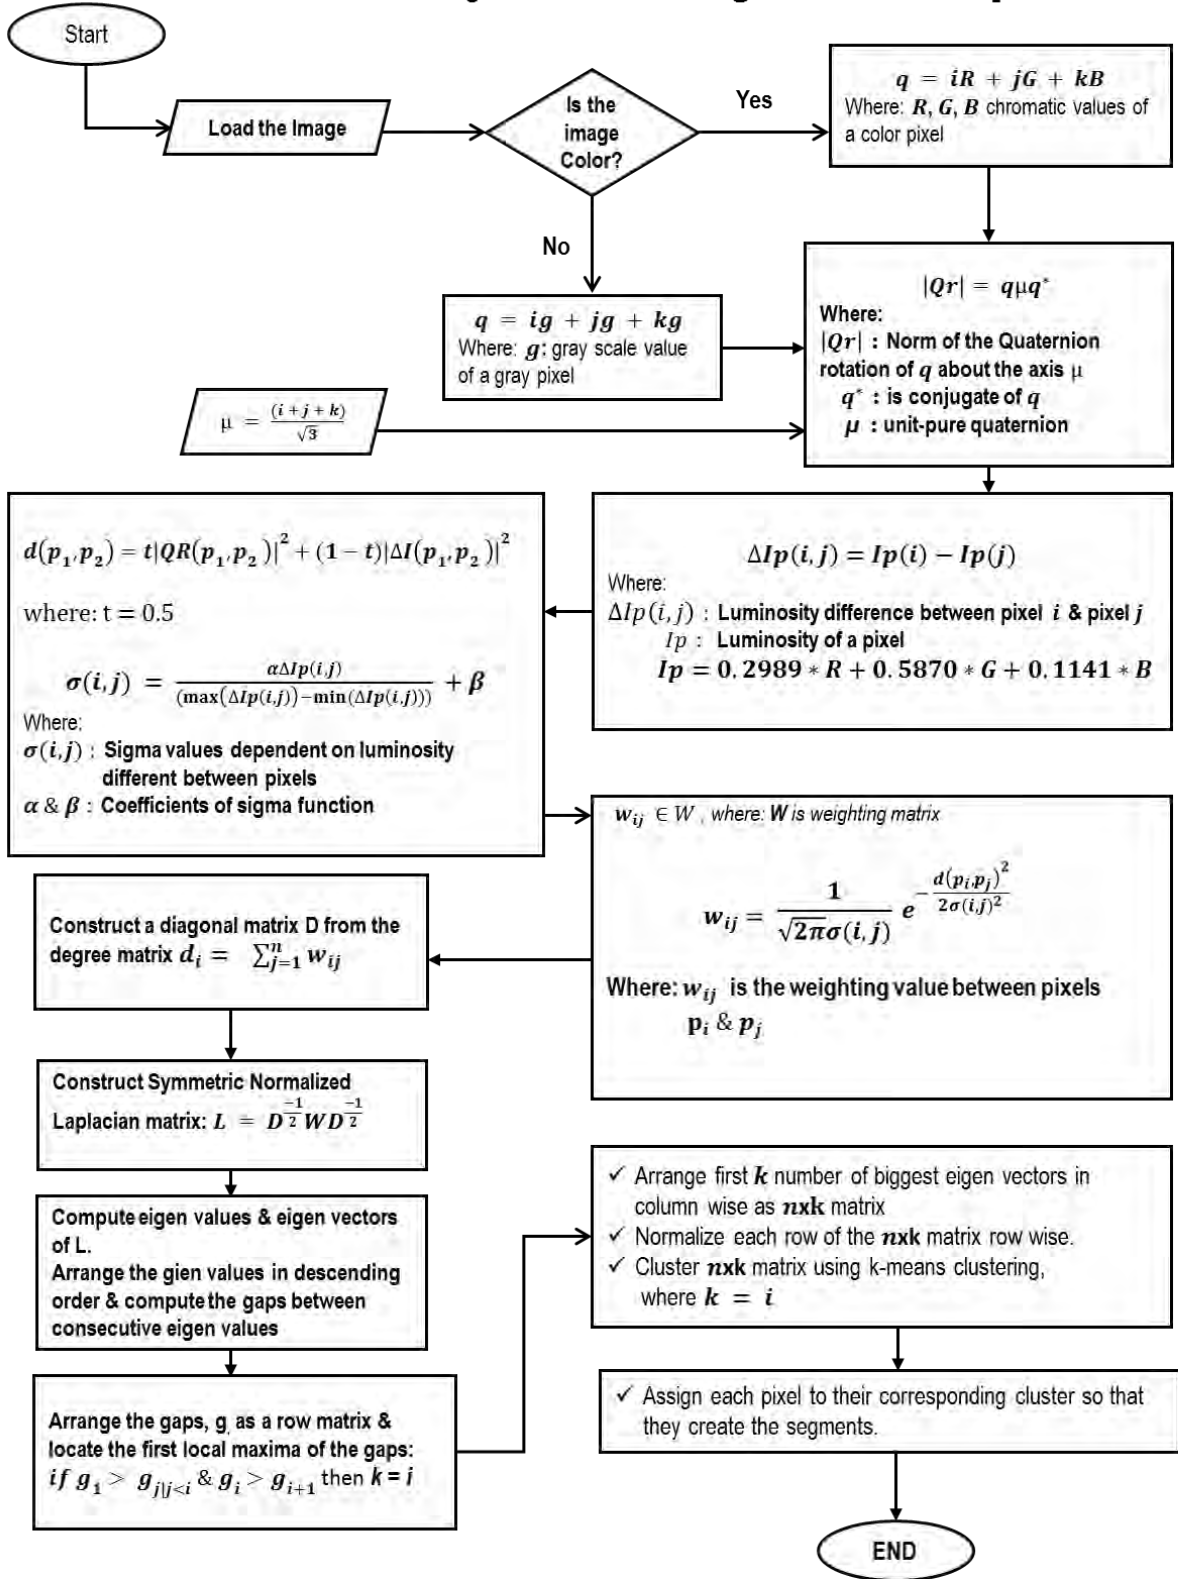 Start
Load the Image
Is the
image
Color?
Yes
No
q = iR + jG + kB
Where: R, G, B chromatic values of
a color pixel
q = ig + jg + kg
Where: g: gray scale value
of a gray pixel
μ = (i+j+k)/√3
|Qr| = qμq*
Where:
|Qr| : Norm of the Quaternion
rotation of q about the axis μ
q* : is conjugate of q
μ : unit-pure quaternion
ΔIp(i,j) = Ip(i) − Ip(j)
Where:
ΔIp(i,j) : Luminosity difference between pixel i & pixel j
Ip : Luminosity of a pixel
Ip = 0.2989 * R + 0.5870 * G + 0.1141 * B
d(p₁,p₂) = t|QR(p₁,p₂)|² + (1 − t)|ΔI(p₁,p₂)|²
where: t = 0.5
σ(i,j) = αΔIp(i,j)/(max(ΔIp(i,j))−min(ΔIp(i,j))) + β
Where:
σ(i,j) : Sigma values dependent on luminosity
different between pixels
α & β : Coefficients of sigma function
wᵢⱼ ∈ W , where: W is weighting matrix
wᵢⱼ = 1/(√2πσ(i,j)) e^(−d(pᵢ,pⱼ)²/2σ(i,j)²)
Where: wᵢⱼ is the weighting value between pixels
pᵢ & pⱼ
Construct a diagonal matrix D from the
degree matrix dᵢ = ∑ⁿⱼ₌₁ wᵢⱼ
Construct Symmetric Normalized
Laplacian matrix: L = D^(-1/2)WD^(-1/2)
Compute eigen values & eigen vectors
of L.
Arrange the gien values in descending
order & compute the gaps between
consecutive eigen values
Arrange the gaps, g, as a row matrix &
locate the first local maxima of the gaps:
if g₁ > g_j|j<i & gᵢ > gᵢ₊₁ then k = i
✓ Arrange first k number of biggest eigen vectors in
column wise as nxk matrix
✓ Normalize each row of the nxk matrix row wise.
✓ Cluster nxk matrix using k-means clustering,
where k = i
✓ Assign each pixel to their corresponding cluster so that
they create the segments.
END